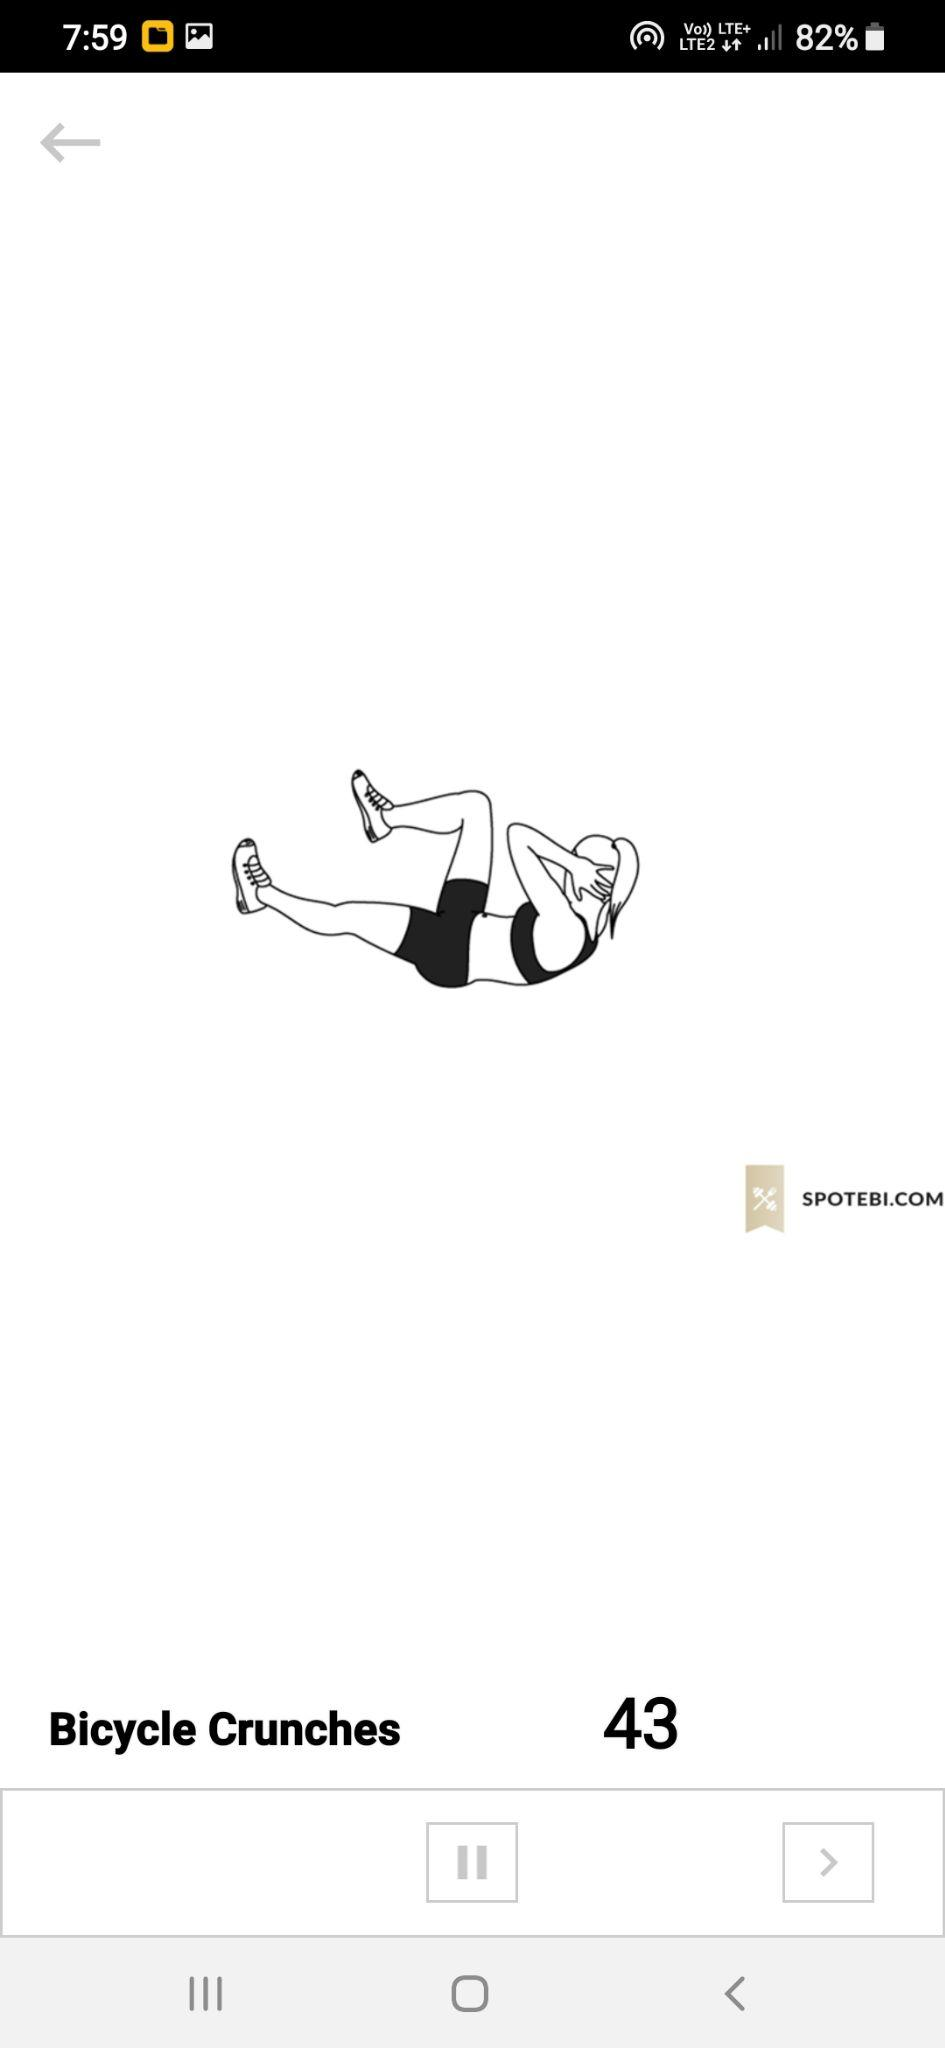 7:59 Vo)) LTE+ 82%
LTE2
SPOTEBI.COM
Bicycle Crunches 43